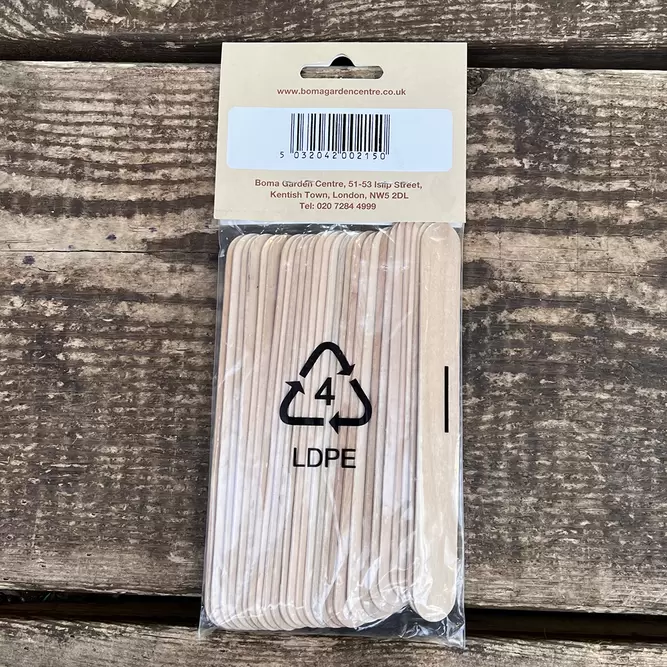 www.bomagardencentre.co.uk
5 032042 002150
Boma Garden Centre, 51-53 Islip Street,
Kentish Town, London, NW5 2DL
Tel: 020 7284 4999
4
LDPE